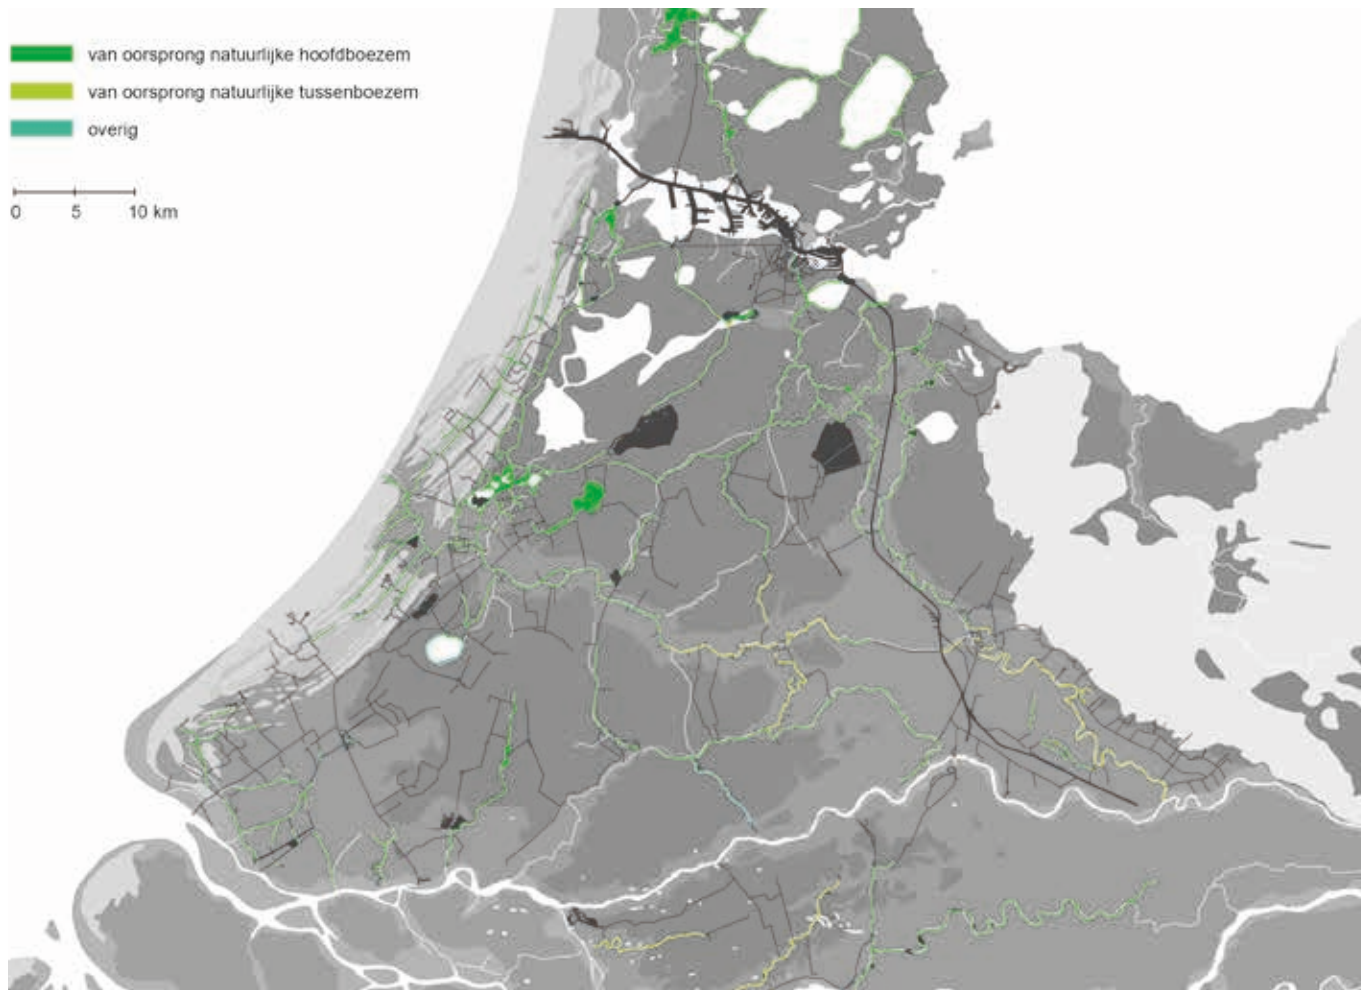 van oorsprong natuurlijke hoofdboezem
van oorsprong natuurlijke tussenboezem
overig
0 5 10 km